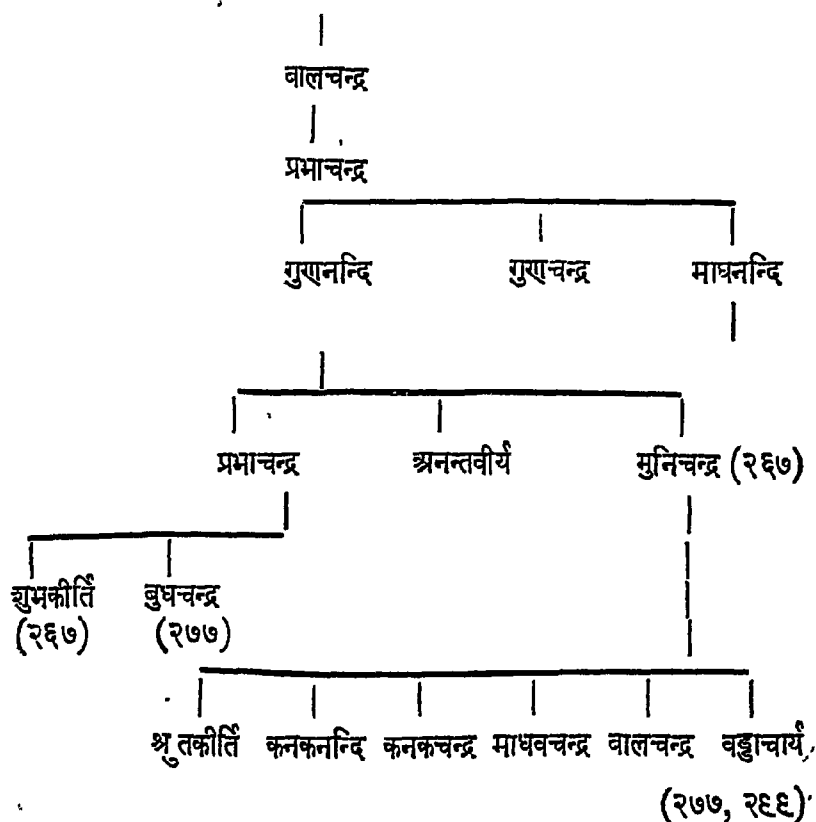 वालचन्द्र
प्रभाचन्द्र
गुणनन्दि गुणचन्द्र माघनन्दि
प्रभाचन्द्र अनन्तवीर्य मुनिचन्द्र (२६७)
शुभकीर्ति बुधचन्द्र
(२६७) (२७७)
श्रुतकीर्ति कनकनन्दि कनकचन्द्र माधवचन्द्र वालचन्द्र वड्डाचार्य
(२७७, २९९)